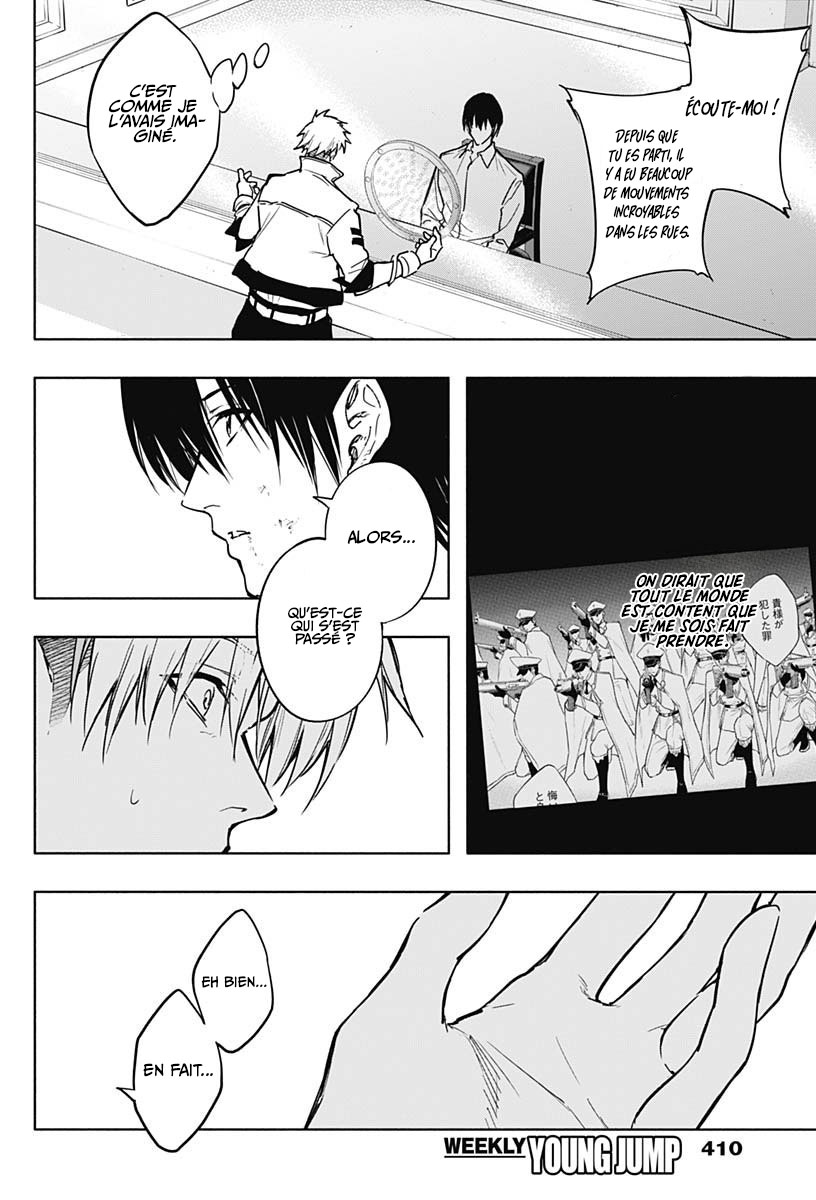 ÉCOUTE-MOI !
DEPUIS QUE
TU ES PARTI, IL
Y A EU BEAUCOUP
DE MOUVEMENTS
INCROYABLES
DANS LES RUES.
C'EST
COMME JE
L'AVAIS IMA-
GINÉ.
ON DIRAIT QUE
TOUT LE MONDE
EST CONTENT QUE
JE ME SOIS FAIT
PRENDRE.
貴様が
犯した罪
悔い
ALORS...
QU'EST-CE
QUI S'EST
PASSÉ ?
EH BIEN...
EN FAIT...
WEEKLY YOUNG JUMP 410